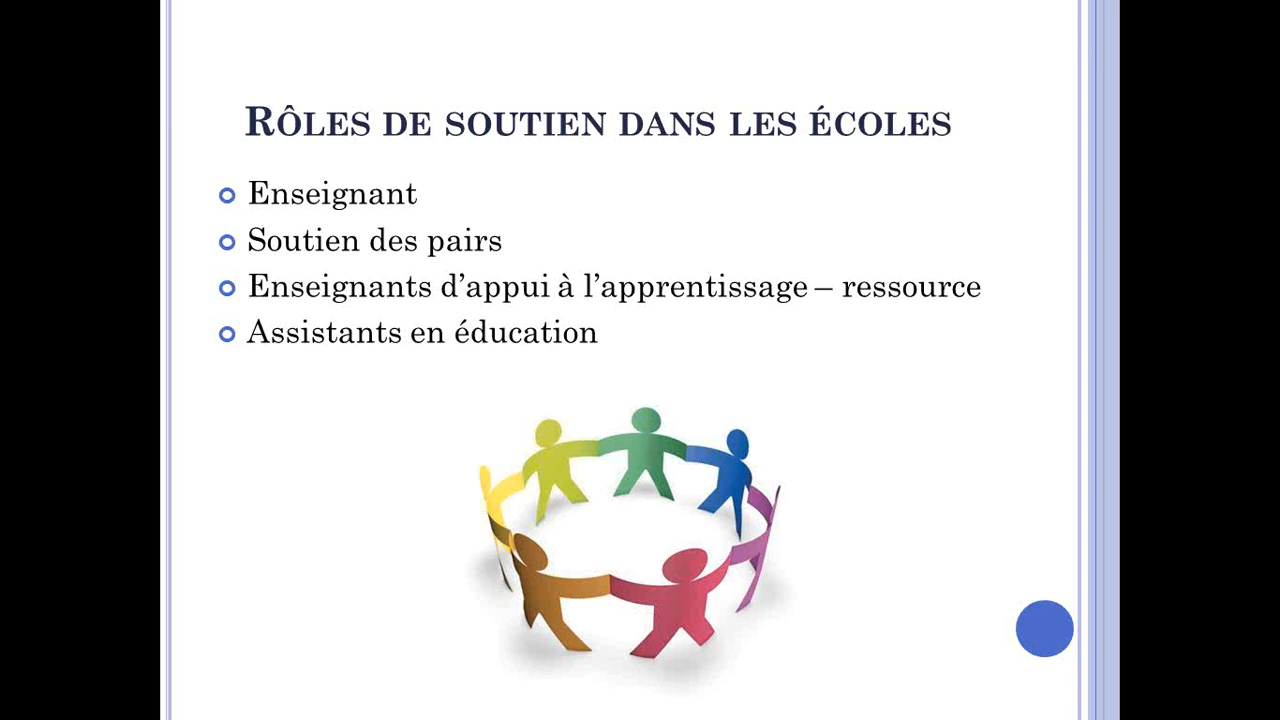 Rôles de soutien dans les écoles
Enseignant
Soutien des pairs
Enseignants d’appui à l’apprentissage – ressource
Assistants en éducation